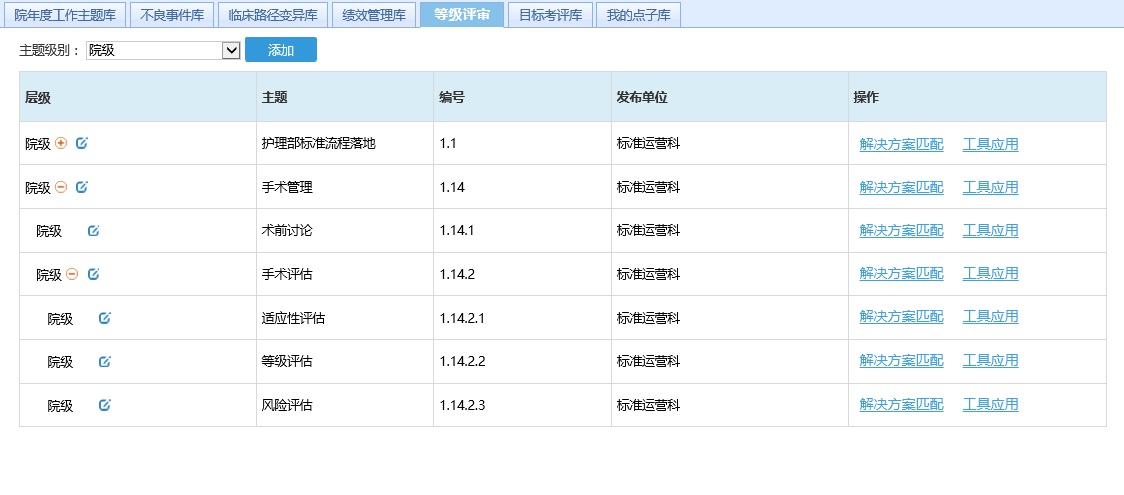 院年度工作主题库 不良事件库 临床路径变异库 绩效管理库 等级评审 目标考评库 我的点子库
主题级别： 院级 添加
层级 主题 编号 发布单位 操作
院级 护理部标准流程落地 1.1 标准运营科 解决方案匹配 工具应用
院级 手术管理 1.14 标准运营科 解决方案匹配 工具应用
院级 术前讨论 1.14.1 标准运营科 解决方案匹配 工具应用
院级 手术评估 1.14.2 标准运营科 解决方案匹配 工具应用
院级 适应性评估 1.14.2.1 标准运营科 解决方案匹配 工具应用
院级 等级评估 1.14.2.2 标准运营科 解决方案匹配 工具应用
院级 风险评估 1.14.2.3 标准运营科 解决方案匹配 工具应用